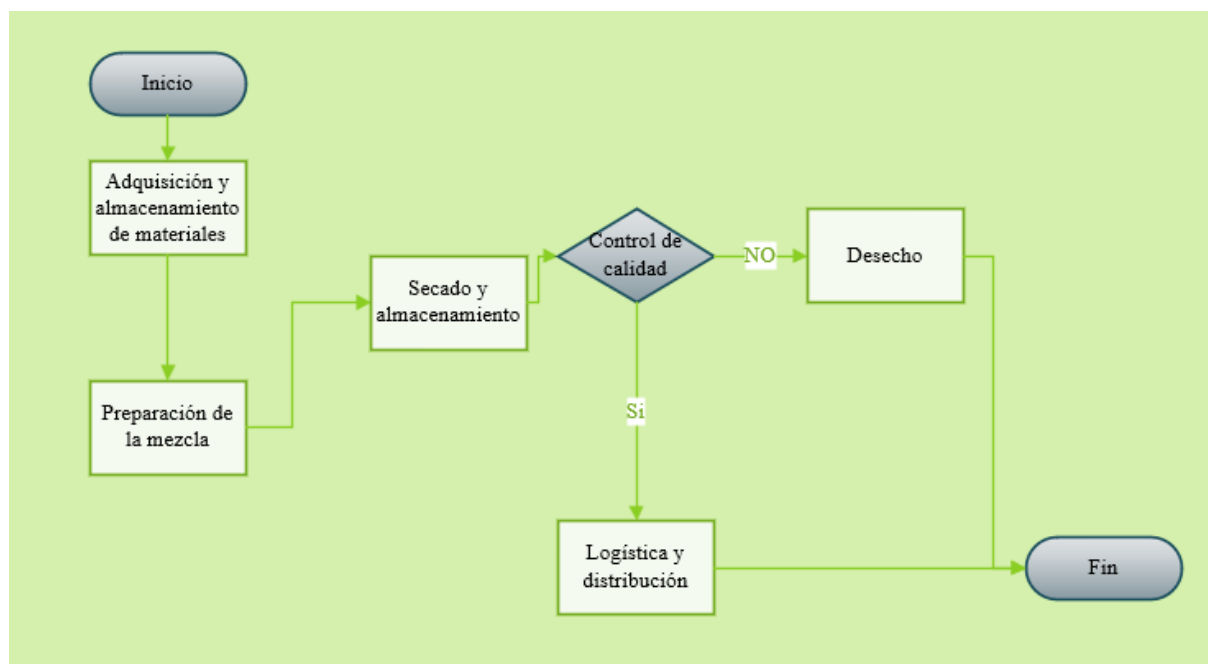 Inicio
Adquisición y
almacenamiento
de materiales
Preparación de
la mezcla
Secado y
almacenamiento
Control de
calidad
NO
Desecho
Si
Logística y
distribución
Fin